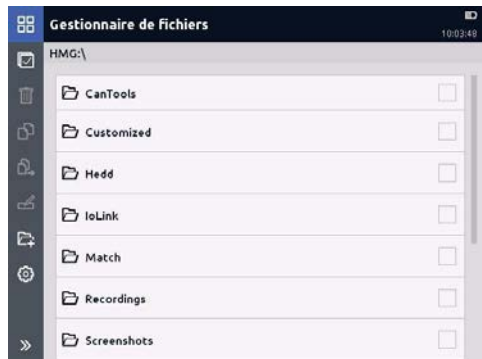 Gestionnaire de fichiers
10:03:48
HMG:\
CanTools
Customized
Hedd
IoLink
Match
Recordings
Screenshots